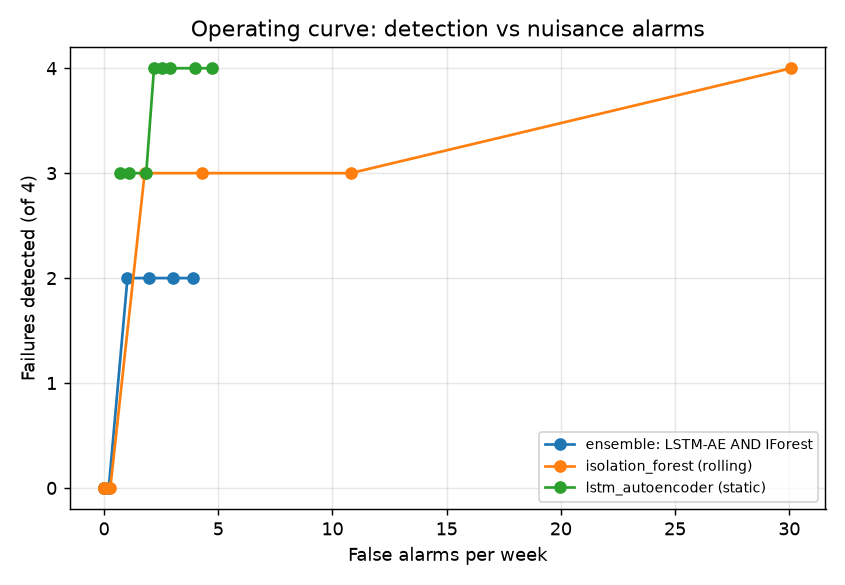 Operating curve: detection vs nuisance alarms
Failures detected (of 4)
4
3
2
1
0
ensemble: LSTM-AE AND IForest
isolation_forest (rolling)
lstm_autoencoder (static)
0 5 10 15 20 25 30
False alarms per week